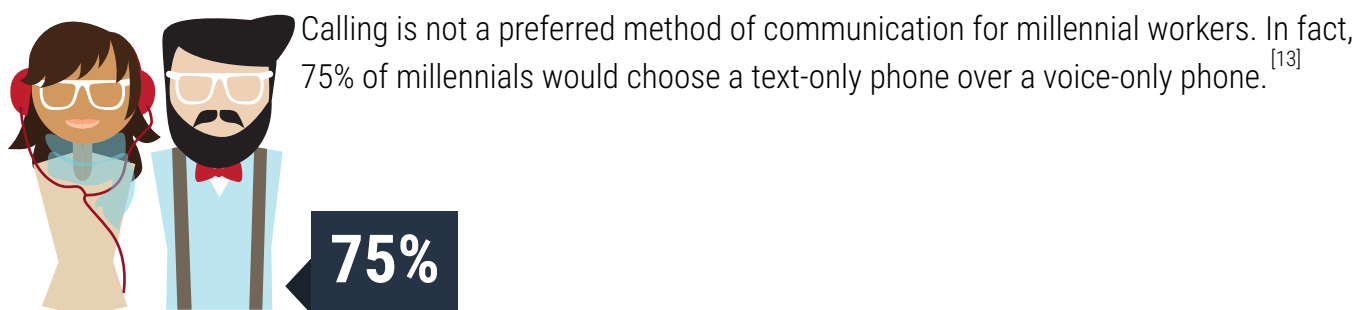 Calling is not a preferred method of communication for millennial workers. In fact,
75% of millennials would choose a text-only phone over a voice-only phone. [13]
75%